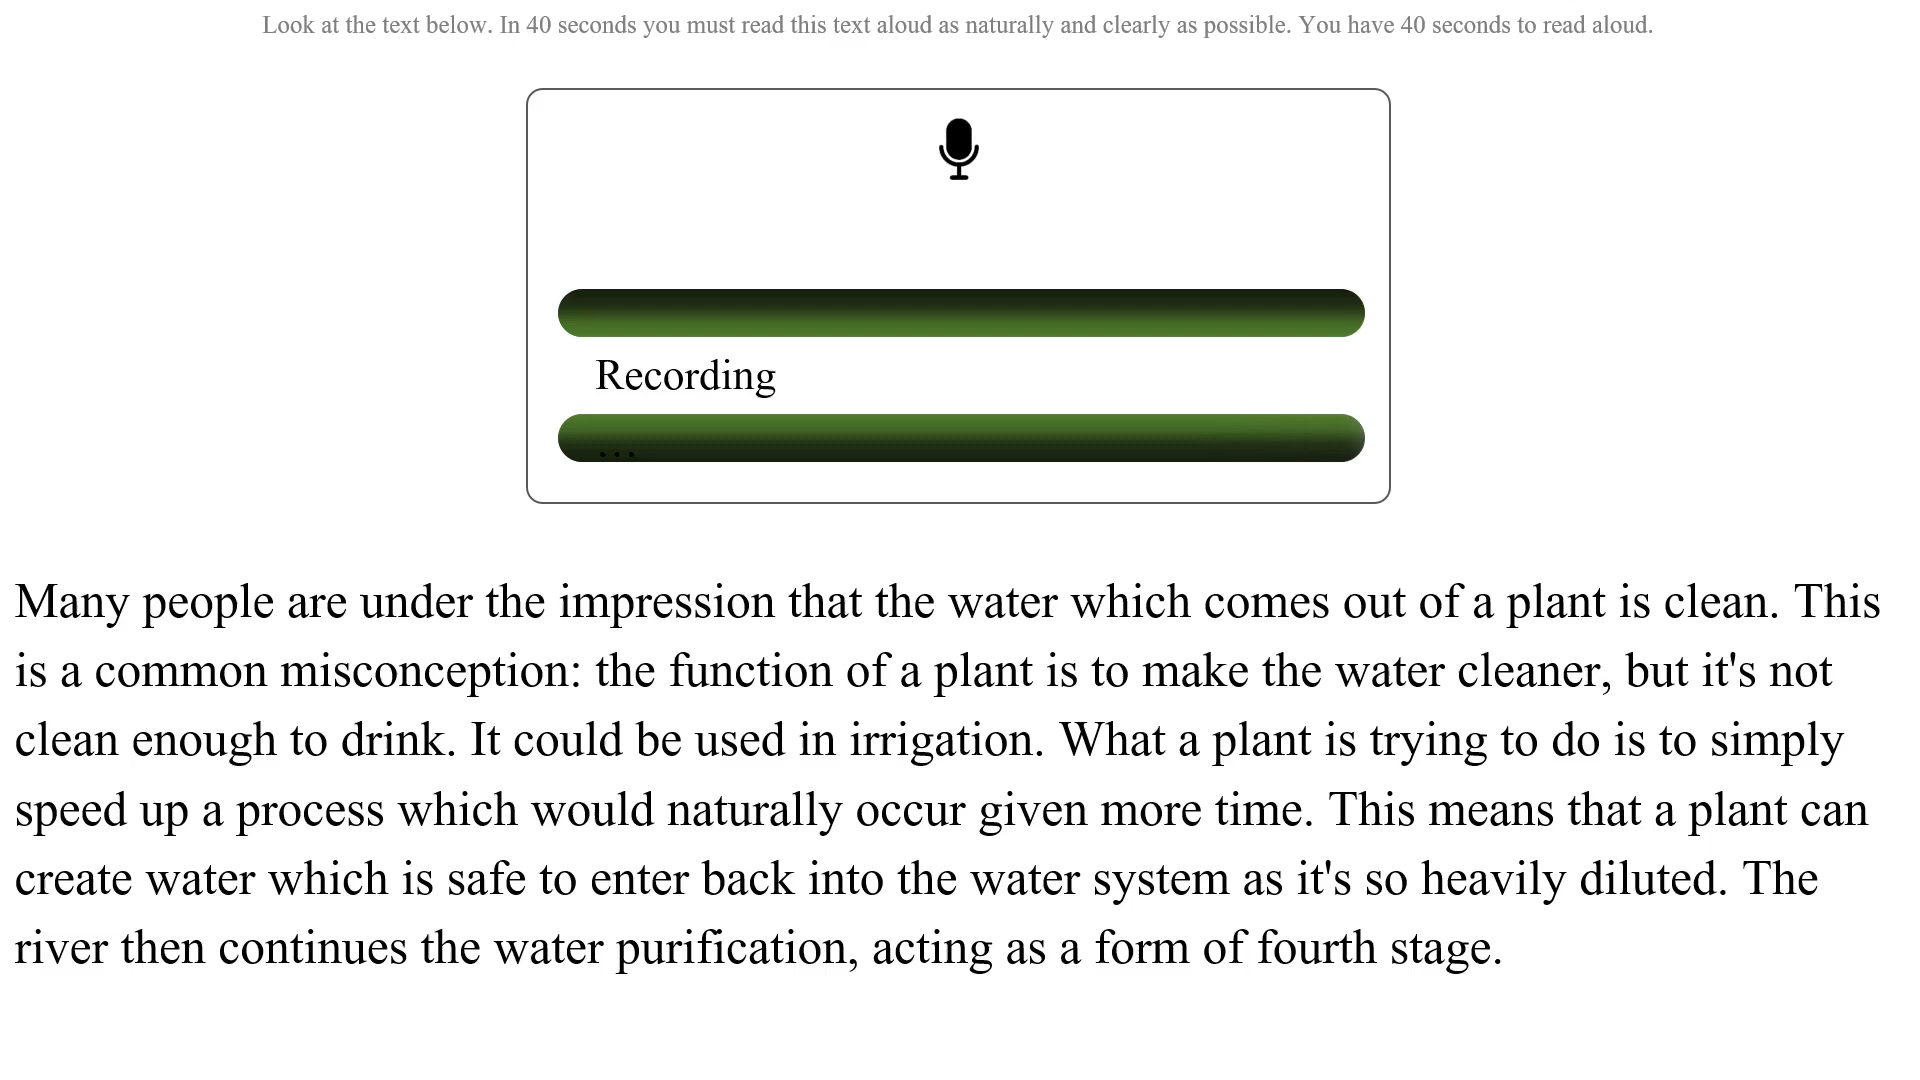 Look at the text below. In 40 seconds you must read this text aloud as naturally and clearly as possible. You have 40 seconds to read aloud.
Recording
...
Many people are under the impression that the water which comes out of a plant is clean. This
is a common misconception: the function of a plant is to make the water cleaner, but it's not
clean enough to drink. It could be used in irrigation. What a plant is trying to do is to simply
speed up a process which would naturally occur given more time. This means that a plant can
create water which is safe to enter back into the water system as it's so heavily diluted. The
river then continues the water purification, acting as a form of fourth stage.